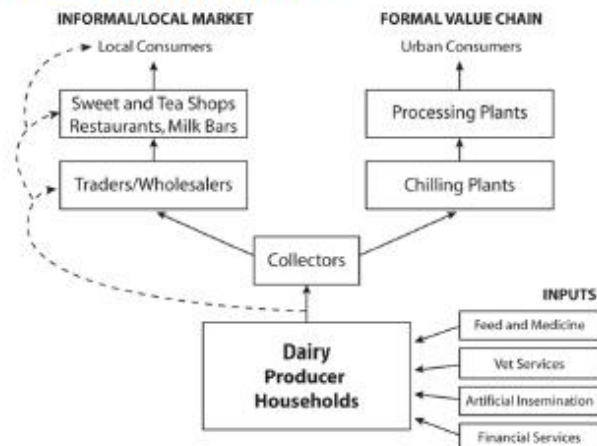 INFORMAL/LOCAL MARKET
FORMAL VALUE CHAIN
Local Consumers
Urban Consumers
Sweet and Tea Shops
Restaurants, Milk Bars
Processing Plants
Traders/Wholesalers
Chilling Plants
Collectors
INPUTS
Feed and Medicine
Dairy
Producer
Households
Vet Services
Artificial Insemination
Financial Services